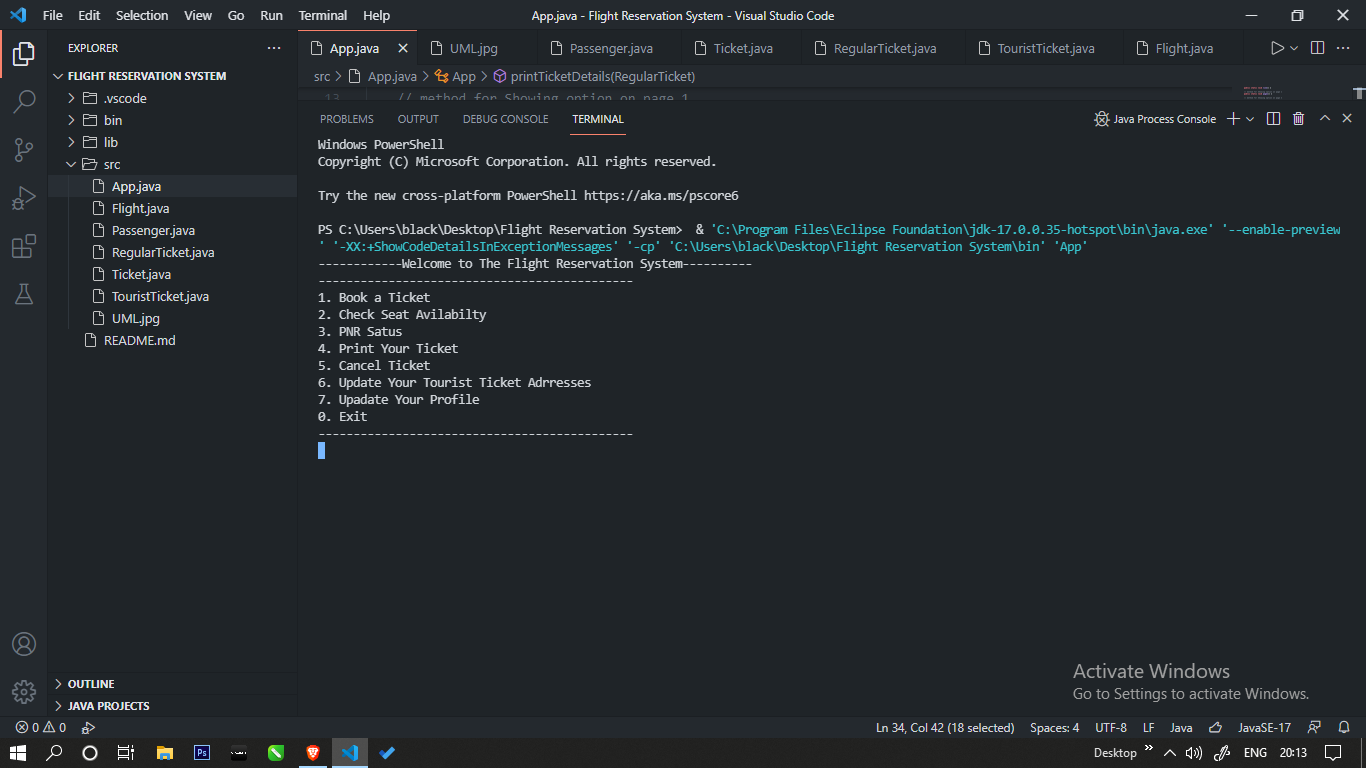 File Edit Selection View Go Run Terminal Help
App.java - Flight Reservation System - Visual Studio Code
EXPLORER
FLIGHT RESERVATION SYSTEM
.vscode
bin
lib
src
App.java
Flight.java
Passenger.java
RegularTicket.java
Ticket.java
TouristTicket.java
UML.jpg
README.md
OUTLINE
JAVA PROJECTS
App.java UML.jpg Passenger.java Ticket.java RegularTicket.java TouristTicket.java Flight.java
src > App.java > App > printTicketDetails(RegularTicket)
13 // method for Showing option on page 1
PROBLEMS OUTPUT DEBUG CONSOLE TERMINAL
Java Process Console
Windows PowerShell
Copyright (C) Microsoft Corporation. All rights reserved.
Try the new cross-platform PowerShell https://aka.ms/pscore6
PS C:\Users\black\Desktop\Flight Reservation System>  & 'C:\Program Files\Eclipse Foundation\jdk-17.0.0.35-hotspot\bin\java.exe' '--enable-preview
' '-XX:+ShowCodeDetailsInExceptionMessages' '-cp' 'C:\Users\black\Desktop\Flight Reservation System\bin' 'App'
------------Welcome to The Flight Reservation System----------
---------------------------------------------
1. Book a Ticket
2. Check Seat Avilabilty
3. PNR Satus
4. Print Your Ticket
5. Cancel Ticket
6. Update Your Tourist Ticket Adrresses
7. Upadate Your Profile
0. Exit
---------------------------------------------
Activate Windows
Go to Settings to activate Windows.
0 0
Ln 34, Col 42 (18 selected) Spaces: 4 UTF-8 LF Java JavaSE-17
Ps
Desktop ENG 20:13